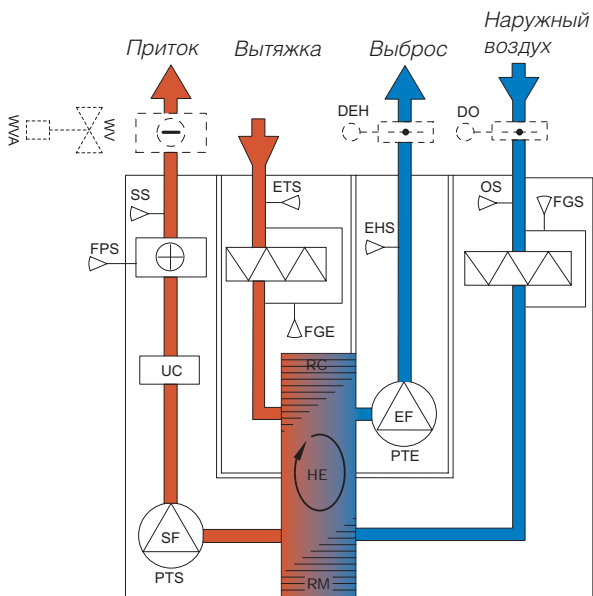 Приток
Вытяжка
Выброс
Наружный
воздух
WVA
WV
DEH
DO
SS
ETS
OS
FGS
FPS
EHS
FGE
UC
RC
EF
PTE
HE
SF
PTS
RM